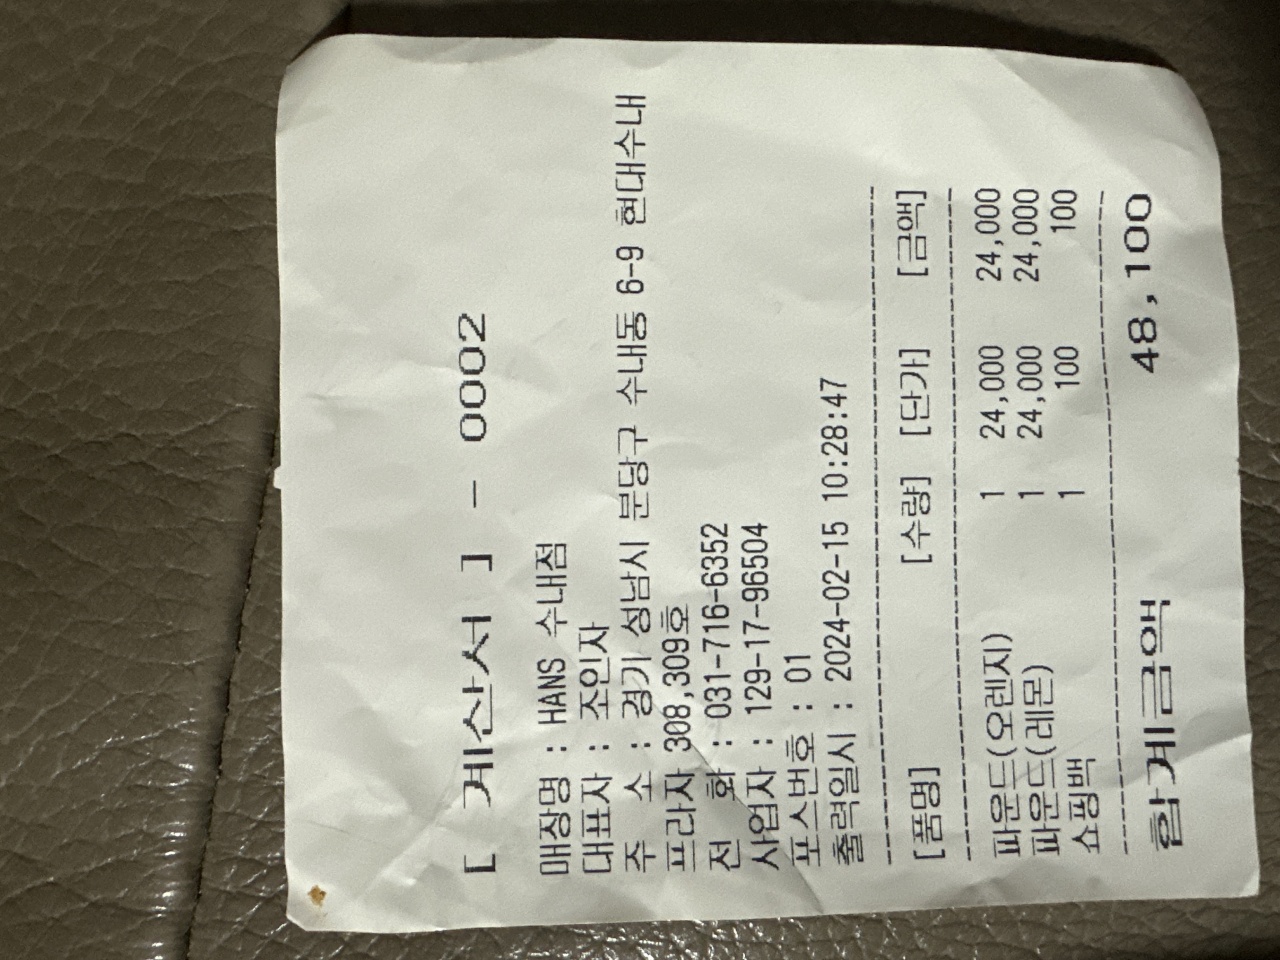 [ 계산서 ] - 0002
매장명 : HANS 수내점
대표자 : 조인자
주 소 : 경기 성남시 분당구 수내동 6-9 현대수내
프라자 308,309호
전 화 : 031-716-6352
사업자 : 129-17-96504
포스번호 : 01
출력일시 : 2024-02-15 10:28:47
[품명] [수량] [단가] [금액]
파운드(오렌지) 1 24,000 24,000
파운드(레몬) 1 24,000 24,000
쇼핑백 1 100 100
합계금액 48,100